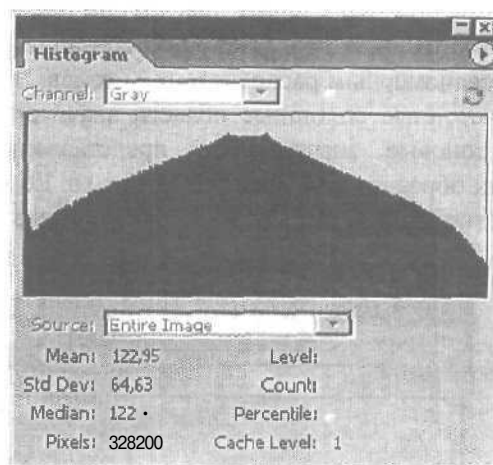 Histogram
Channel: Gray
Source: Entire Image
Mean: 122,95 Level:
Std Dev: 64,63 Count:
Median: 122 Percentile:
Pixels: 328200 Cache Level: 1